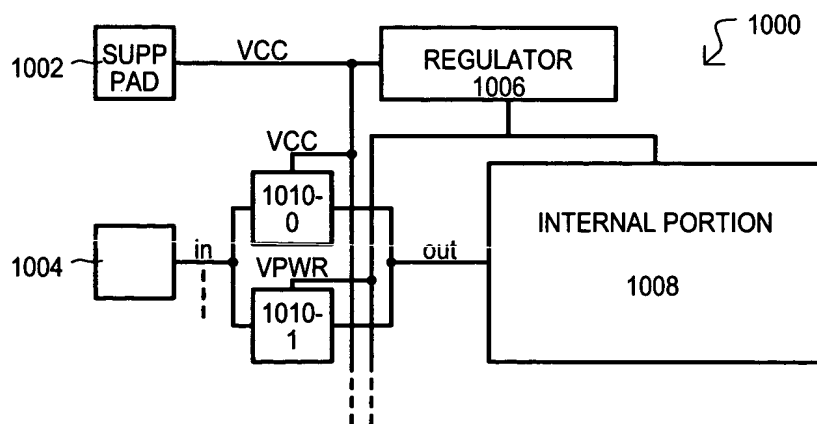 1000
1002
SUPP
PAD
VCC
REGULATOR
1006
VCC
1010-
0
1004
in
out
VPWR
1010-
1
INTERNAL PORTION
1008